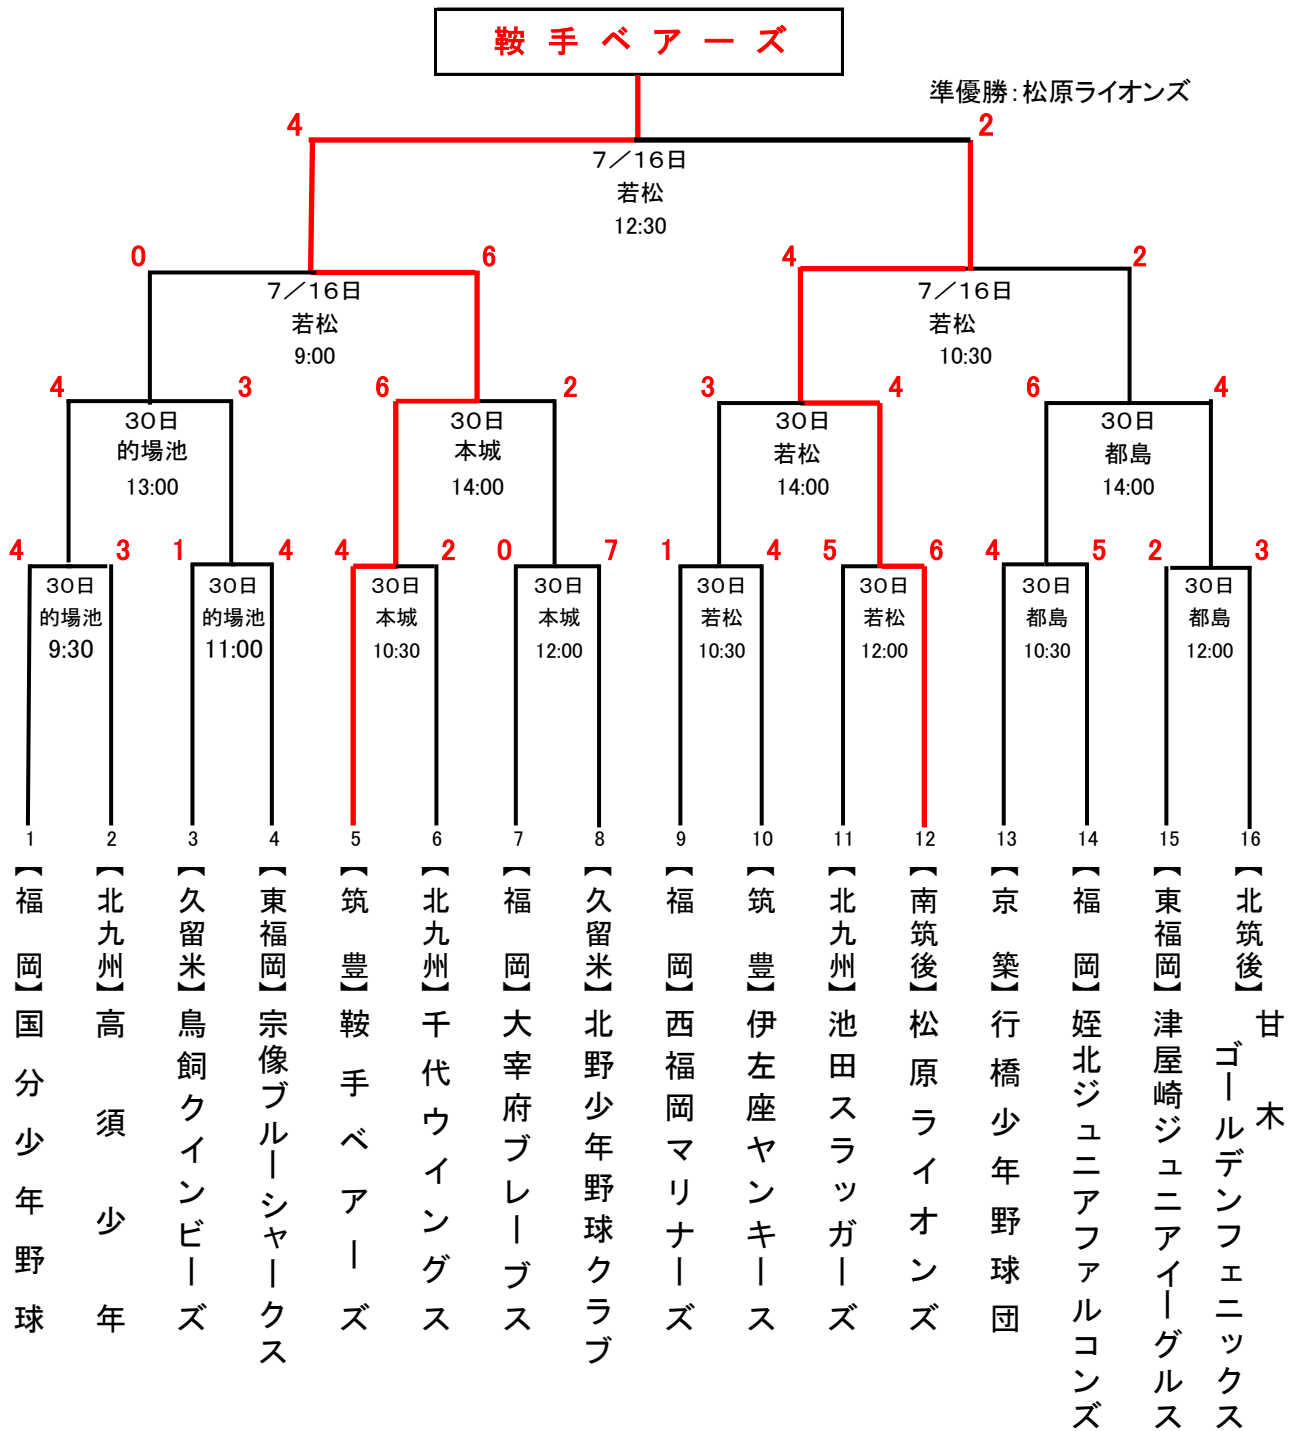 鞍手ベアーズ
準優勝：松原ライオンズ
4 2
7／16日
若松
12:30
0 6 4 2
7／16日 7／16日
若松 若松
9:00 10:30
4 3 6 2 3 4 6 4
30日 30日 30日 30日
的場池 本城 若松 都島
13:00 14:00 14:00 14:00
4 3 1 4 4 2 0 7 1 4 5 6 4 5 2 3
30日 30日 30日 30日 30日 30日 30日 30日
的場池 的場池 本城 本城 若松 若松 都島 都島
9:30 11:00 10:30 12:00 10:30 12:00 10:30 12:00
1 2 3 4 5 6 7 8 9 10 11 12 13 14 15 16
【福岡】国分少年野球
【北九州】高須少年
【久留米】鳥飼クインビーズ
【東福岡】宗像ブルーシャークス
【筑豊】鞍手ベアーズ
【北九州】千代ウイングス
【福岡】大宰府ブレーブス
【久留米】北野少年野球クラブ
【福岡】西福岡マリナーズ
【筑豊】伊左座ヤンキース
【北九州】池田スラッガーズ
【南筑後】松原ライオンズ
【京築】行橋少年野球団
【福岡】姪北ジュニアファルコンズ
【東福岡】津屋崎ジュニアイーグルス
【北筑後】甘木
ゴールデンフェニックス